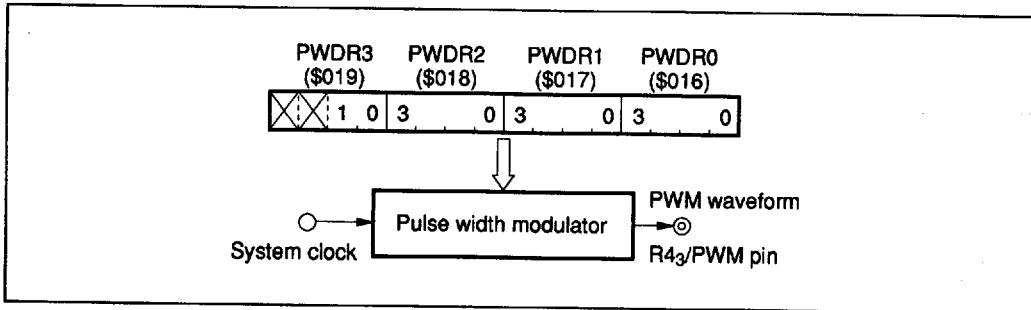 PWDR3 PWDR2 PWDR1 PWDR0
($019) ($018) ($017) ($016)
1 0 3 0 3 0 3 0
Pulse width modulator
PWM waveform
System clock
R4₃/PWM pin